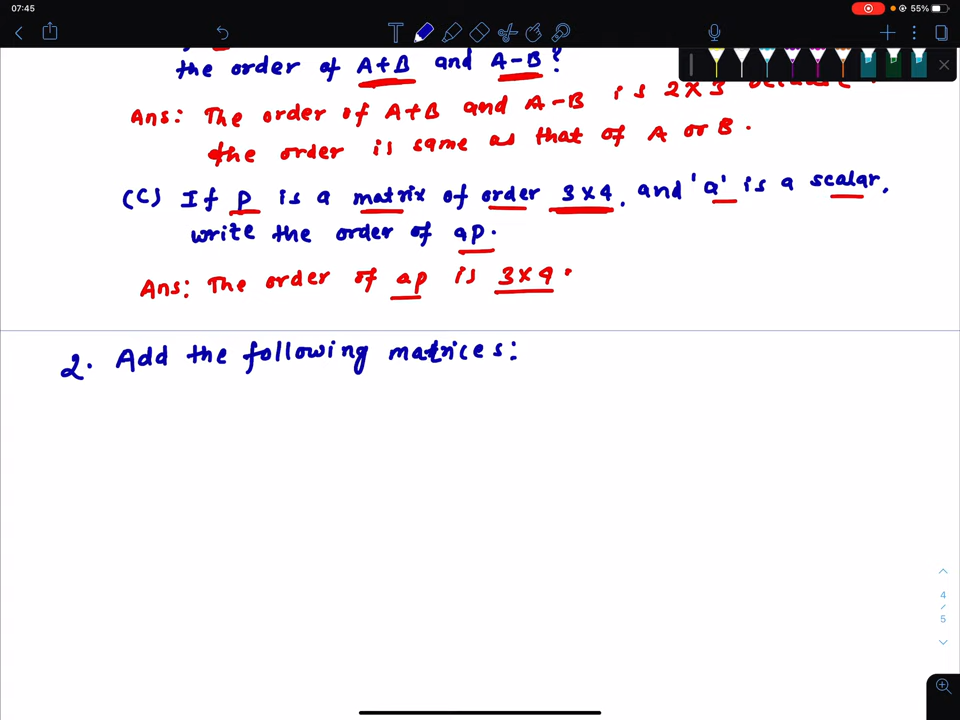 07:45
55%
the order of A+B and A-B?
Ans: The order of A+B and A-B is 2×3
the order is same as that of A or B.
(C) If P is a matrix of order 3×4, and 'a' is a scalar,
write the order of ap.
Ans: The order of ap is 3×4.
2. Add the following matrices:
4
/
5